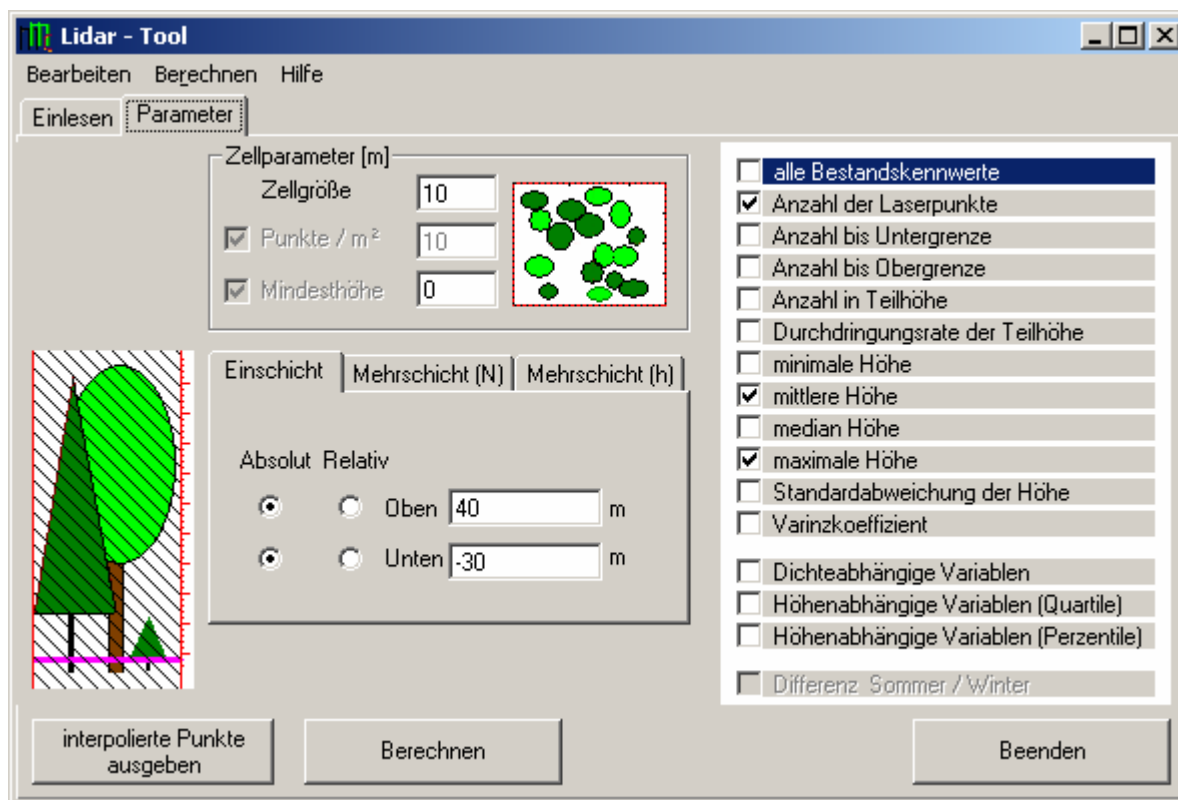 Lidar - Tool
Bearbeiten Berechnen Hilfe
Einlesen Parameter
Zellparameter [m]
Zellgröße 10
Punkte / m² 10
Mindesthöhe 0
Einschicht Mehrschicht (N) Mehrschicht (h)
Absolut Relativ
Oben 40 m
Unten -30 m
alle Bestandskennwerte
Anzahl der Laserpunkte
Anzahl bis Untergrenze
Anzahl bis Obergrenze
Anzahl in Teilhöhe
Durchdringungsrate der Teilhöhe
minimale Höhe
mittlere Höhe
median Höhe
maximale Höhe
Standardabweichung der Höhe
Varinzkoeffizient
Dichteabhängige Variablen
Höhenabhängige Variablen (Quartile)
Höhenabhängige Variablen (Perzentile)
Differenz Sommer / Winter
interpolierte Punkte
ausgeben
Berechnen
Beenden